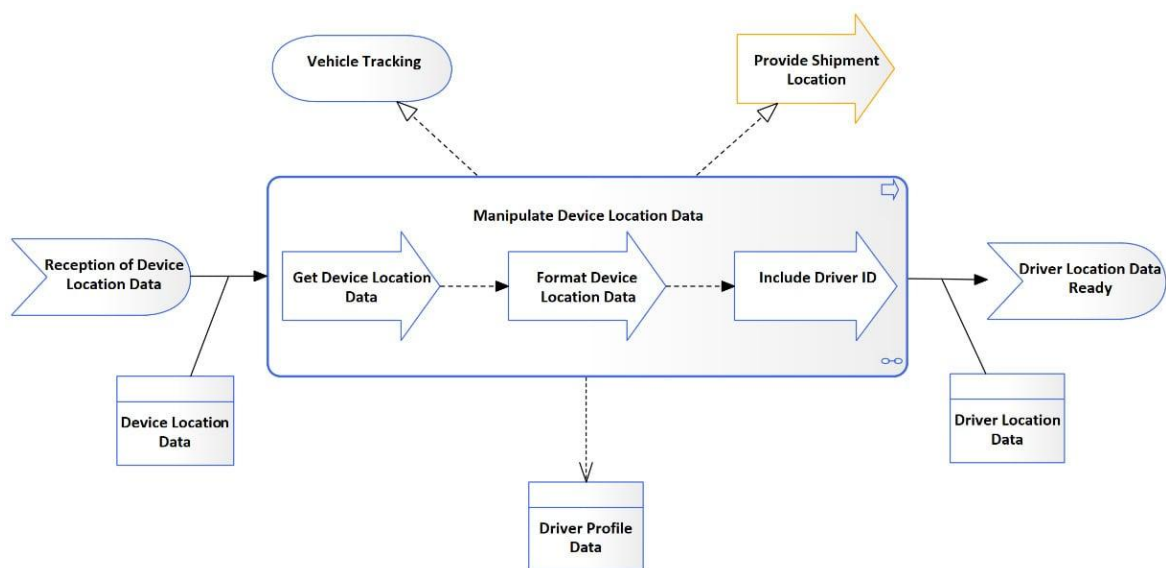 Vehicle Tracking
Provide Shipment
Location
Manipulate Device Location Data
Reception of Device
Location Data
Get Device Location
Data
Format Device
Location Data
Include Driver ID
Driver Location Data
Ready
Device Location
Data
Driver Location
Data
Driver Profile
Data